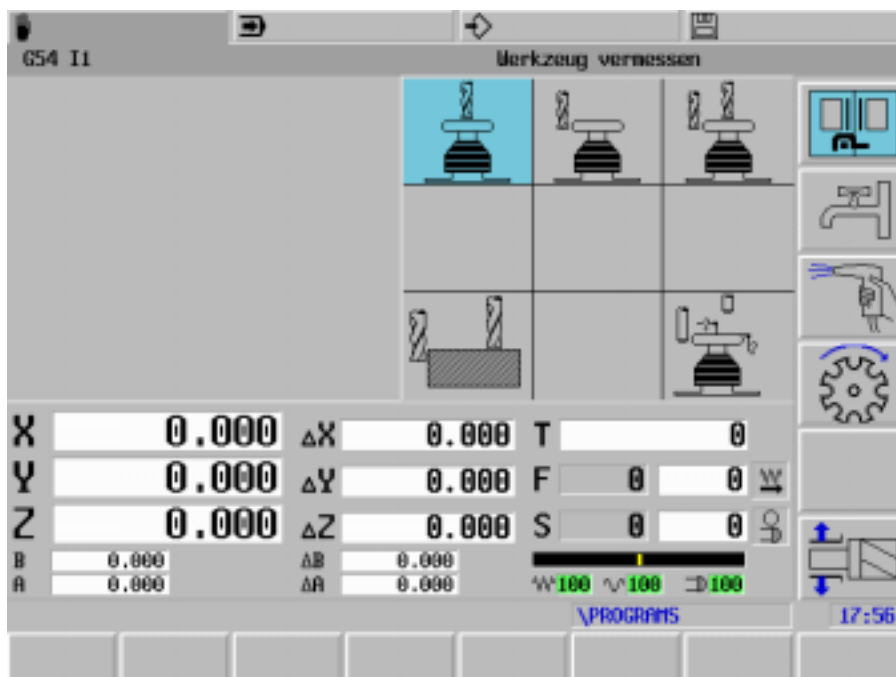 G54 I1 Werkzeug vermessen
X 0.000 ΔX 0.000 T 0
Y 0.000 ΔY 0.000 F 0 0
Z 0.000 ΔZ 0.000 S 0 0
B 0.000 ΔB 0.000
A 0.000 ΔA 0.000 100 100 100
\PROGRAMS 17:56